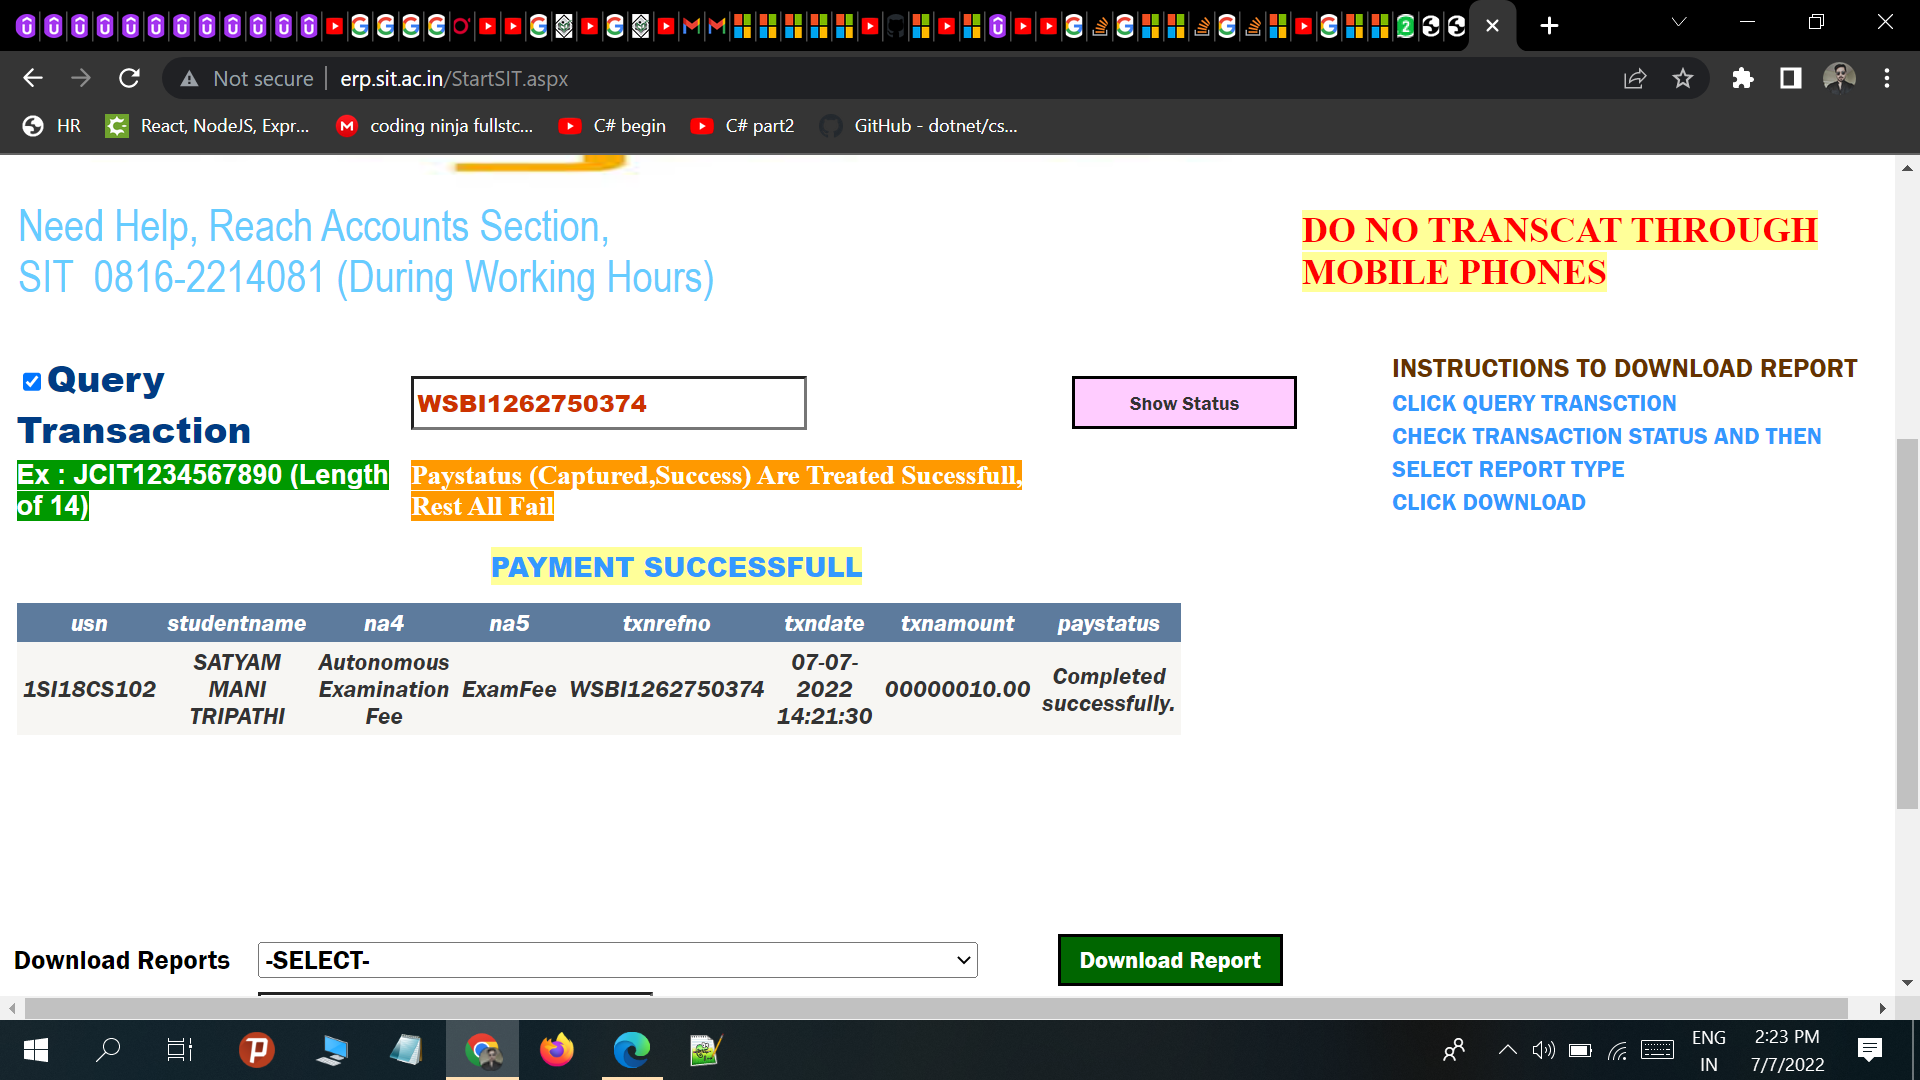 Not secure
erp.sit.ac.in/StartSIT.aspx
HR
React, NodeJS, Expr...
coding ninja fullstc...
C# begin
C# part2
GitHub - dotnet/cs...
Need Help, Reach Accounts Section,
SIT 0816-2214081 (During Working Hours)
DO NO TRANSCAT THROUGH
MOBILE PHONES
Query
Transaction
WSBI1262750374
Show Status
Ex : JCIT1234567890 (Length
of 14)
Paystatus (Captured,Success) Are Treated Sucessfull,
Rest All Fail
INSTRUCTIONS TO DOWNLOAD REPORT
CLICK QUERY TRANSCTION
CHECK TRANSACTION STATUS AND THEN
SELECT REPORT TYPE
CLICK DOWNLOAD
PAYMENT SUCCESSFULL
usn studentname na4 na5 txnrefno txndate txnamount paystatus
1SI18CS102
SATYAM
MANI
TRIPATHI
Autonomous
Examination
Fee
ExamFee
WSBI1262750374
07-07-
2022
14:21:30
00000010.00
Completed
successfully.
Download Reports
-SELECT-
Download Report
ENG
IN
2:23 PM
7/7/2022